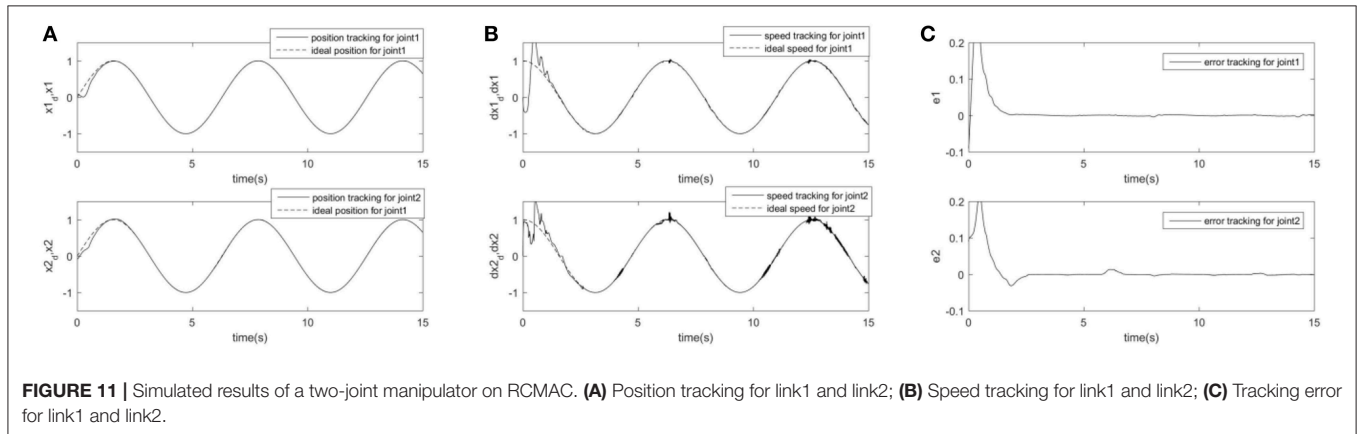 A
position tracking for joint1
ideal position for joint1
x1d,x1
1
0
-1
0
5
10
15
time(s)
position tracking for joint2
ideal position for joint1
x2d,x2
1
0
-1
0
5
10
15
time(s)
B
speed tracking for joint1
ideal speed for joint1
dx1d,dx1
1
0
-1
0
5
10
15
time(s)
speed tracking for joint2
ideal speed for joint2
dx2d,dx2
1
0
-1
0
5
10
15
time(s)
C
error tracking for joint1
e1
0.2
0.1
0
-0.1
0
5
10
15
time(s)
error tracking for joint2
e2
0.2
0.1
0
-0.1
0
5
10
15
time(s)
FIGURE 11 | Simulated results of a two-joint manipulator on RCMAC. (A) Position tracking for link1 and link2; (B) Speed tracking for link1 and link2; (C) Tracking error
for link1 and link2.